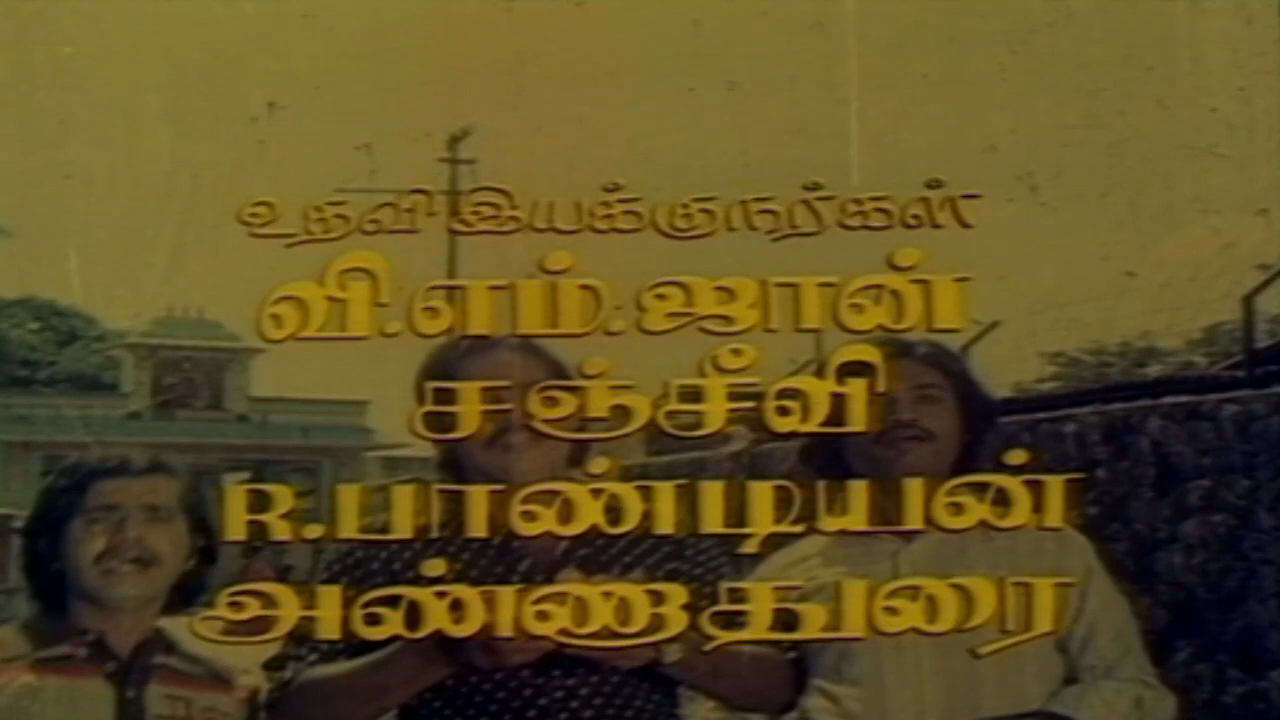 உதவி இயக்குநர்கள்
வி.எம்.ஜான்
சஞ்சீவி
R.பாண்டியன்
அண்ணாதுரை